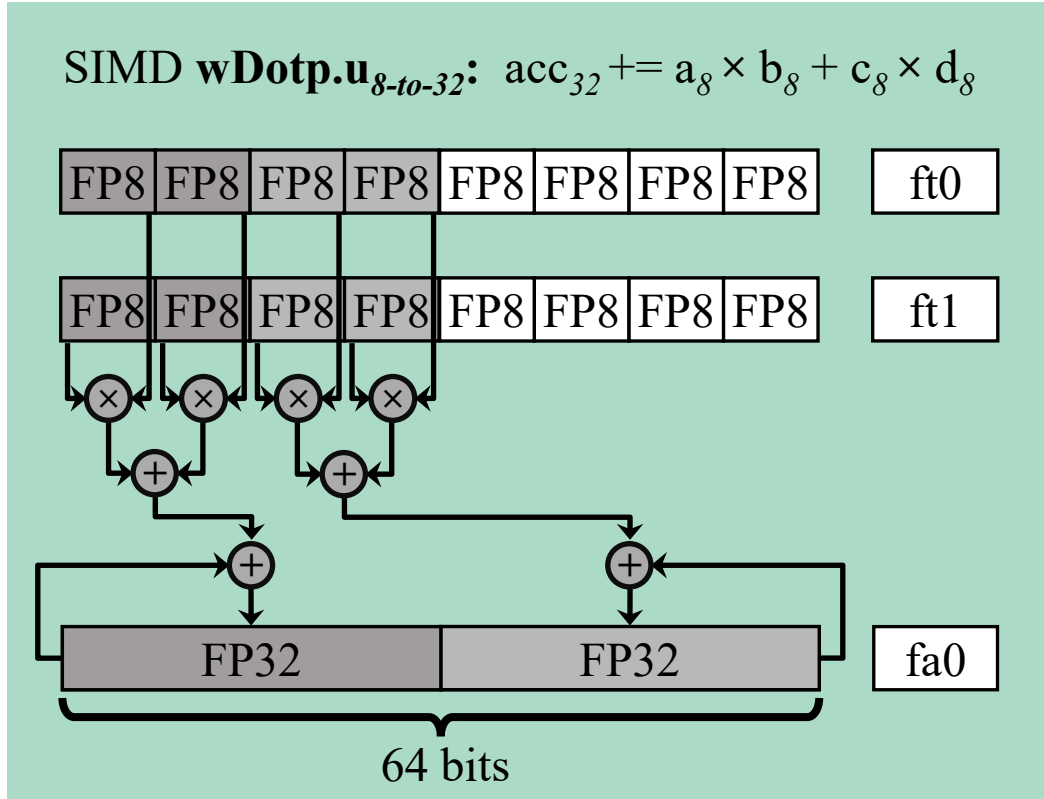 SIMD wDotp.u8-to-32: acc32 += a8 × b8 + c8 × d8
FP8 FP8 FP8 FP8 FP8 FP8 FP8 FP8 ft0
FP8 FP8 FP8 FP8 FP8 FP8 FP8 FP8 ft1
× × × ×
+ +
+ +
FP32 FP32 fa0
64 bits